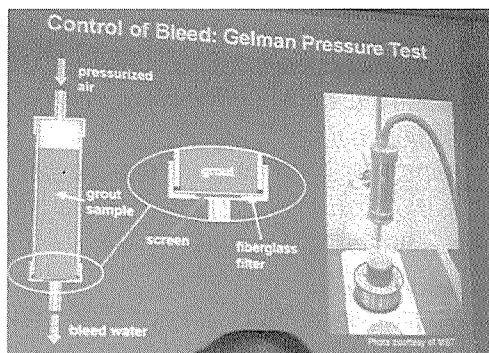 Control of Bleed: Gelman Pressure Test
pressurized
air
grout
sample
grout
screen
fiberglass
filter
bleed water
Photo courtesy of